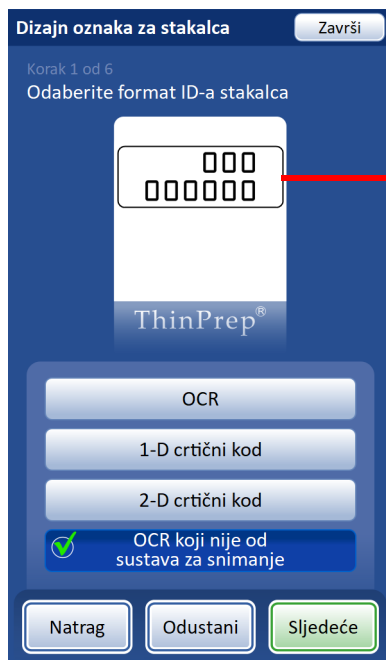 Dizajn oznaka za stakalca
Završi
Korak 1 od 6
Odaberite format ID-a stakalca
000
000000
ThinPrep®
OCR
1-D crtični kod
2-D crtični kod
OCR koji nije od
sustava za snimanje
Natrag
Odustani
Sljedeće